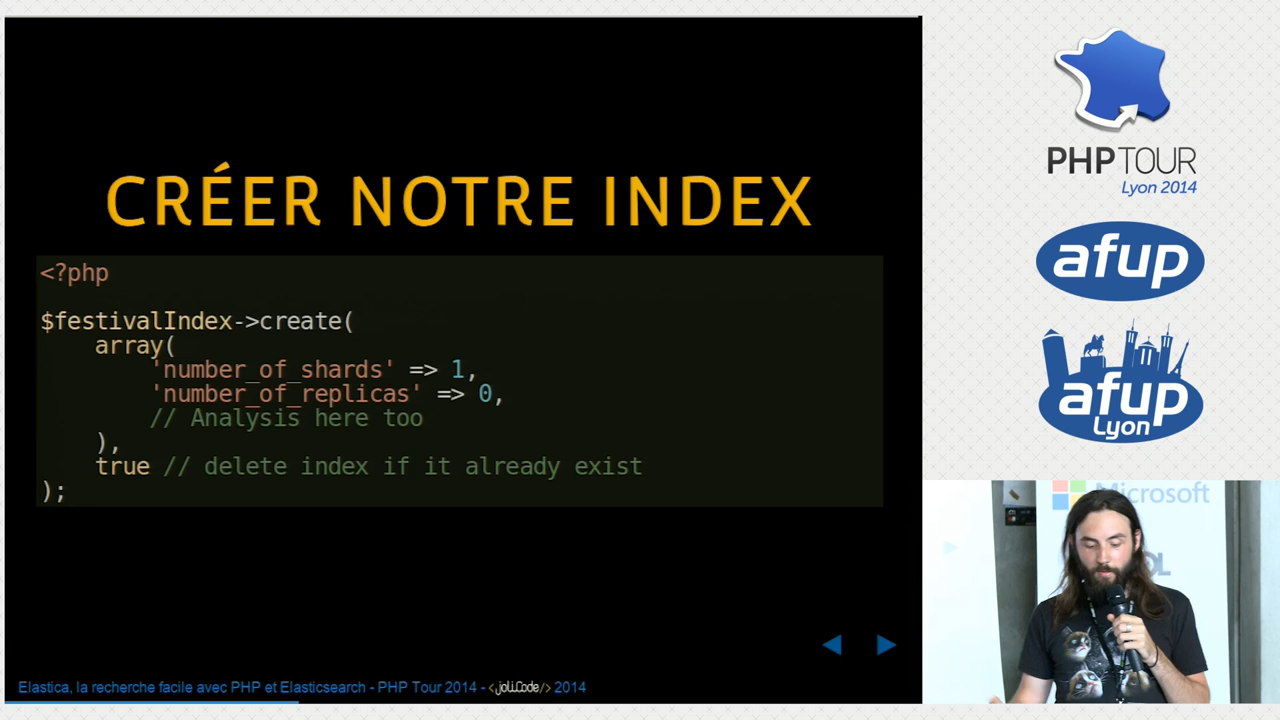 CRÉER NOTRE INDEX
<?php
$festivalIndex->create(
    array(
        'number_of_shards' => 1,
        'number_of_replicas' => 0,
        // Analysis here too
    ),
    true // delete index if it already exist
);
Elastica, la recherche facile avec PHP et Elasticsearch - PHP Tour 2014 - <joliCode/> 2014
PHP TOUR
Lyon 2014
afup
afup
Lyon
Microsoft